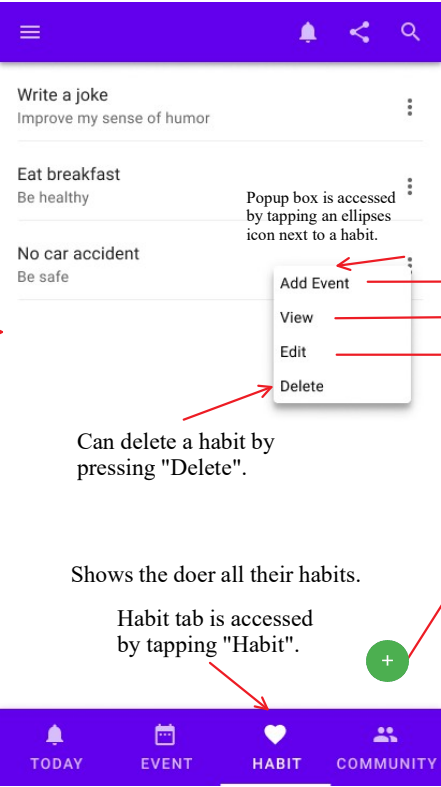 Write a joke
Improve my sense of humor
Eat breakfast
Be healthy
Popup box is accessed
by tapping an ellipses
icon next to a habit.
No car accident
Be safe
Add Event
View
Edit
Delete
Can delete a habit by
pressing "Delete".
Shows the doer all their habits.
Habit tab is accessed
by tapping "Habit".
+
TODAY
EVENT
HABIT
COMMUNITY